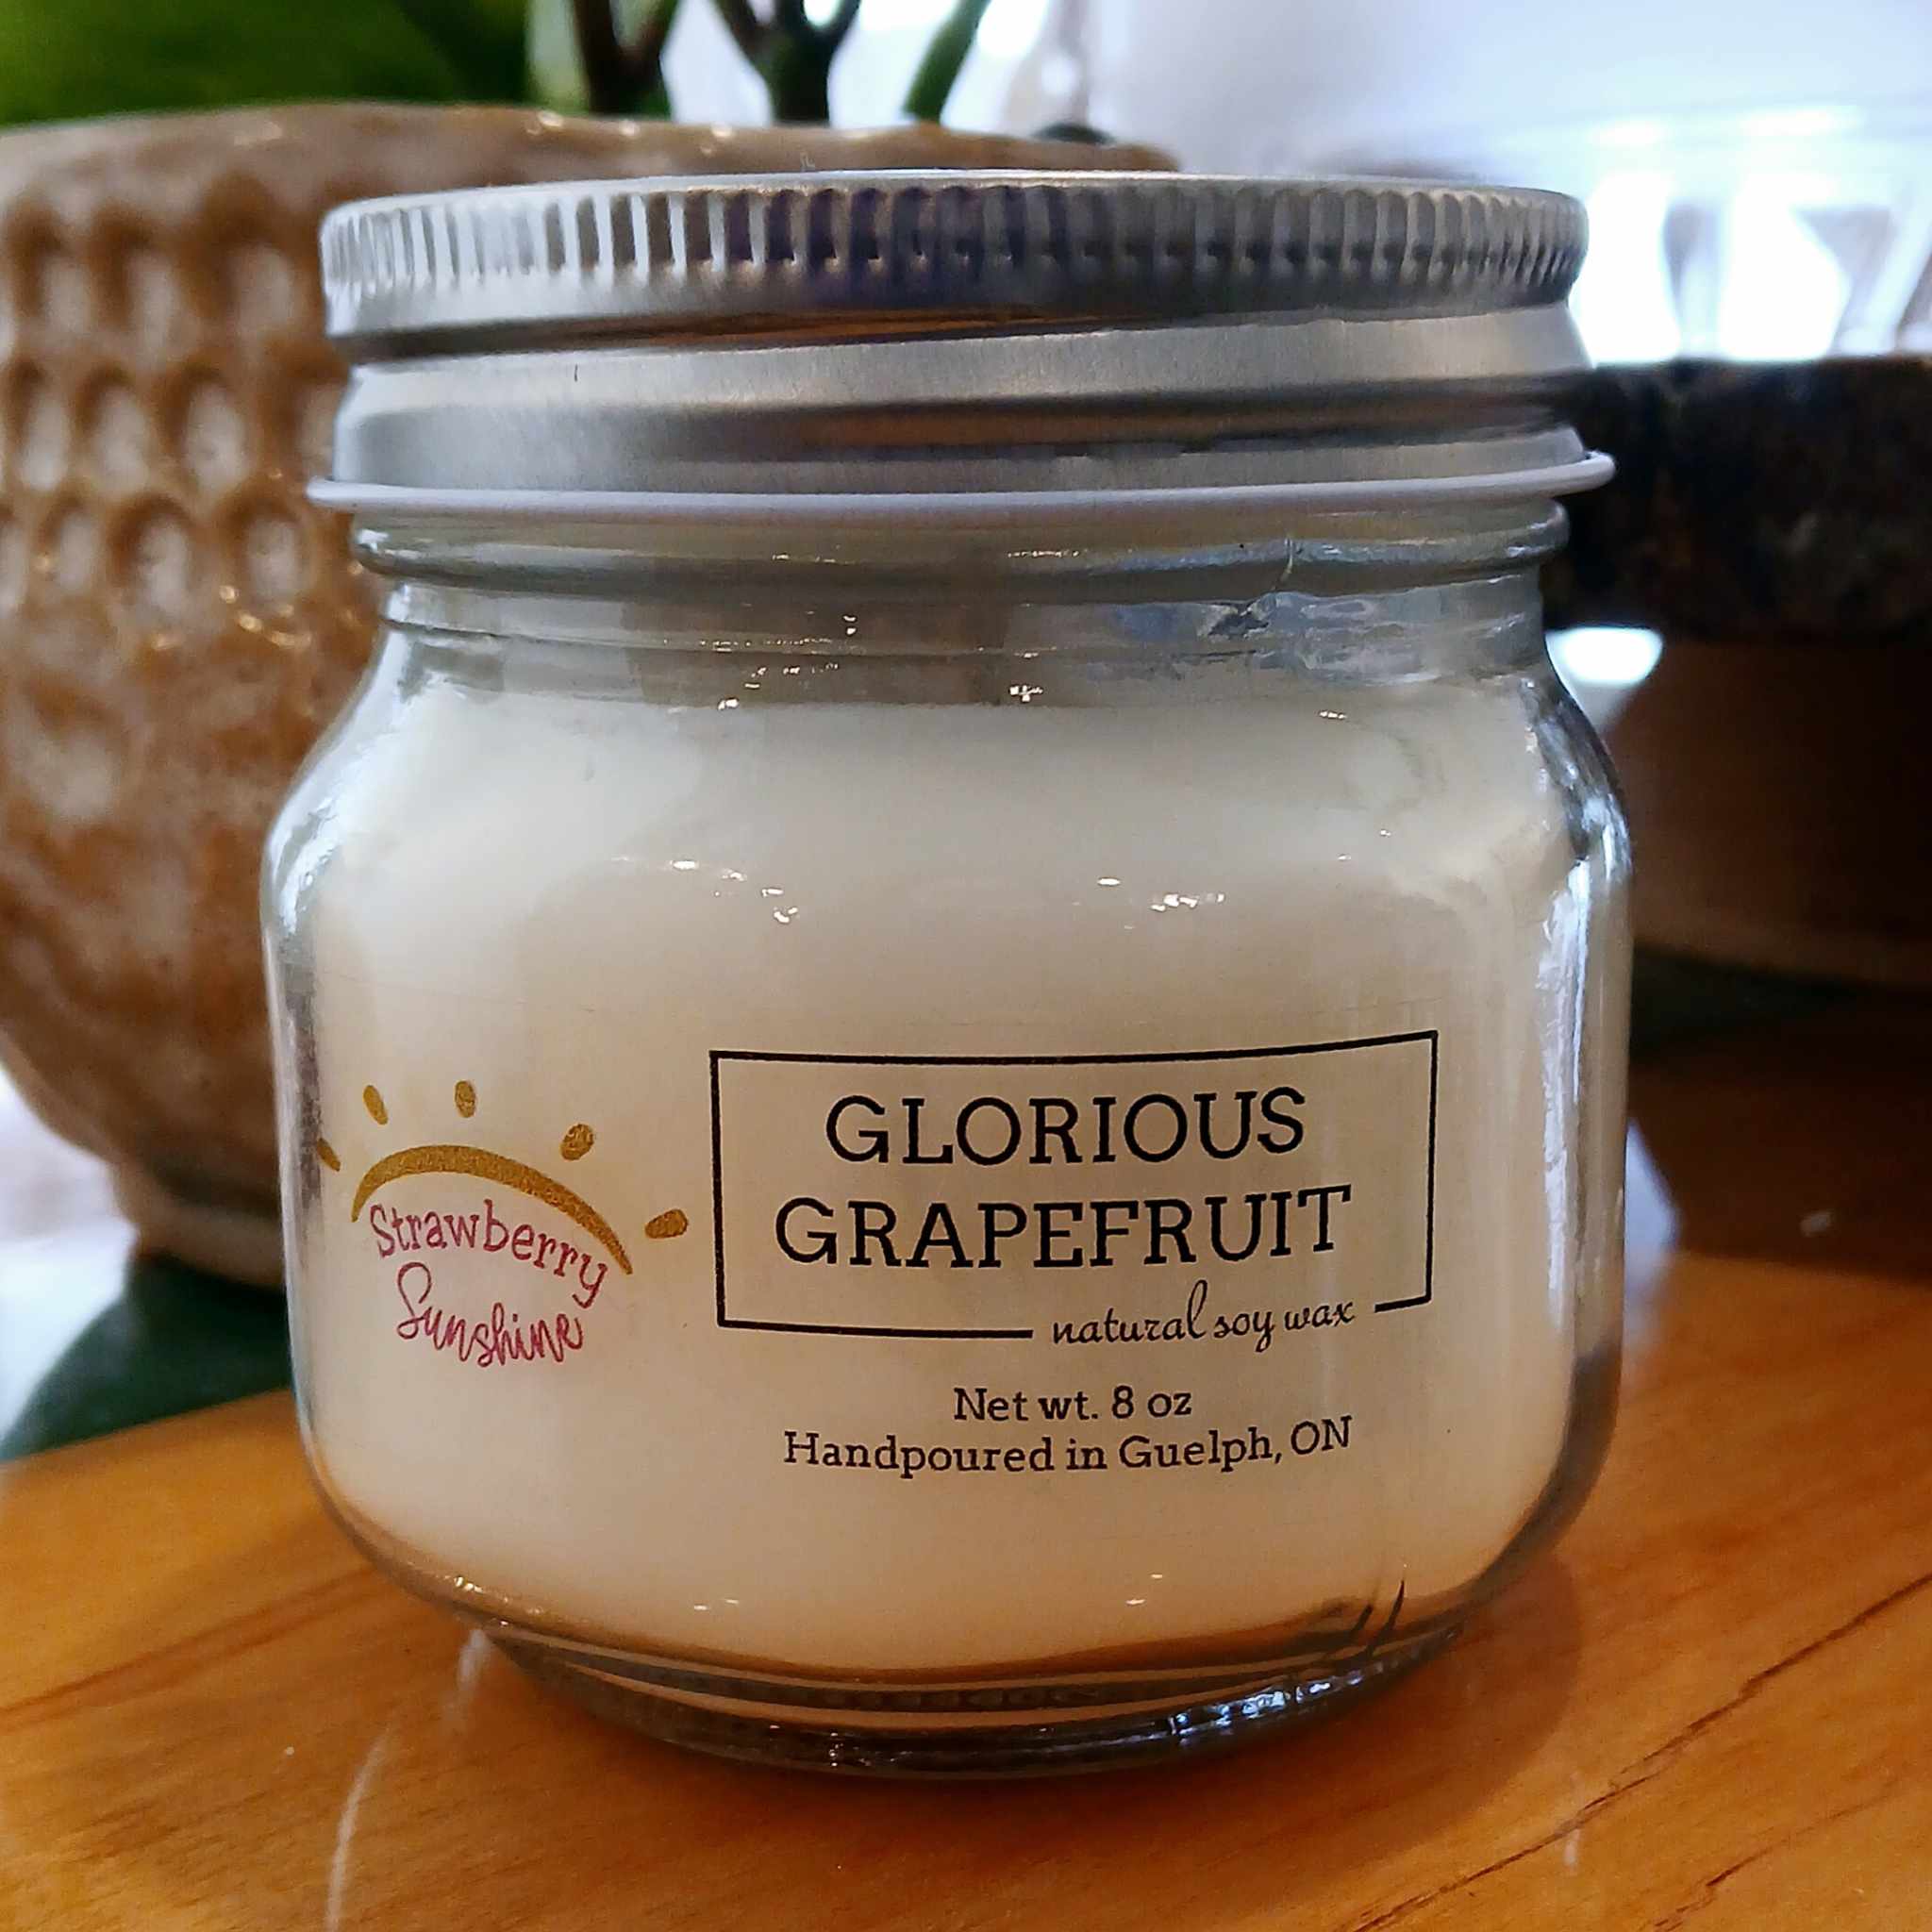 Strawberry
Sunshine
GLORIOUS
GRAPEFRUIT
natural soy wax
Net wt. 8 oz
Handpoured in Guelph, ON